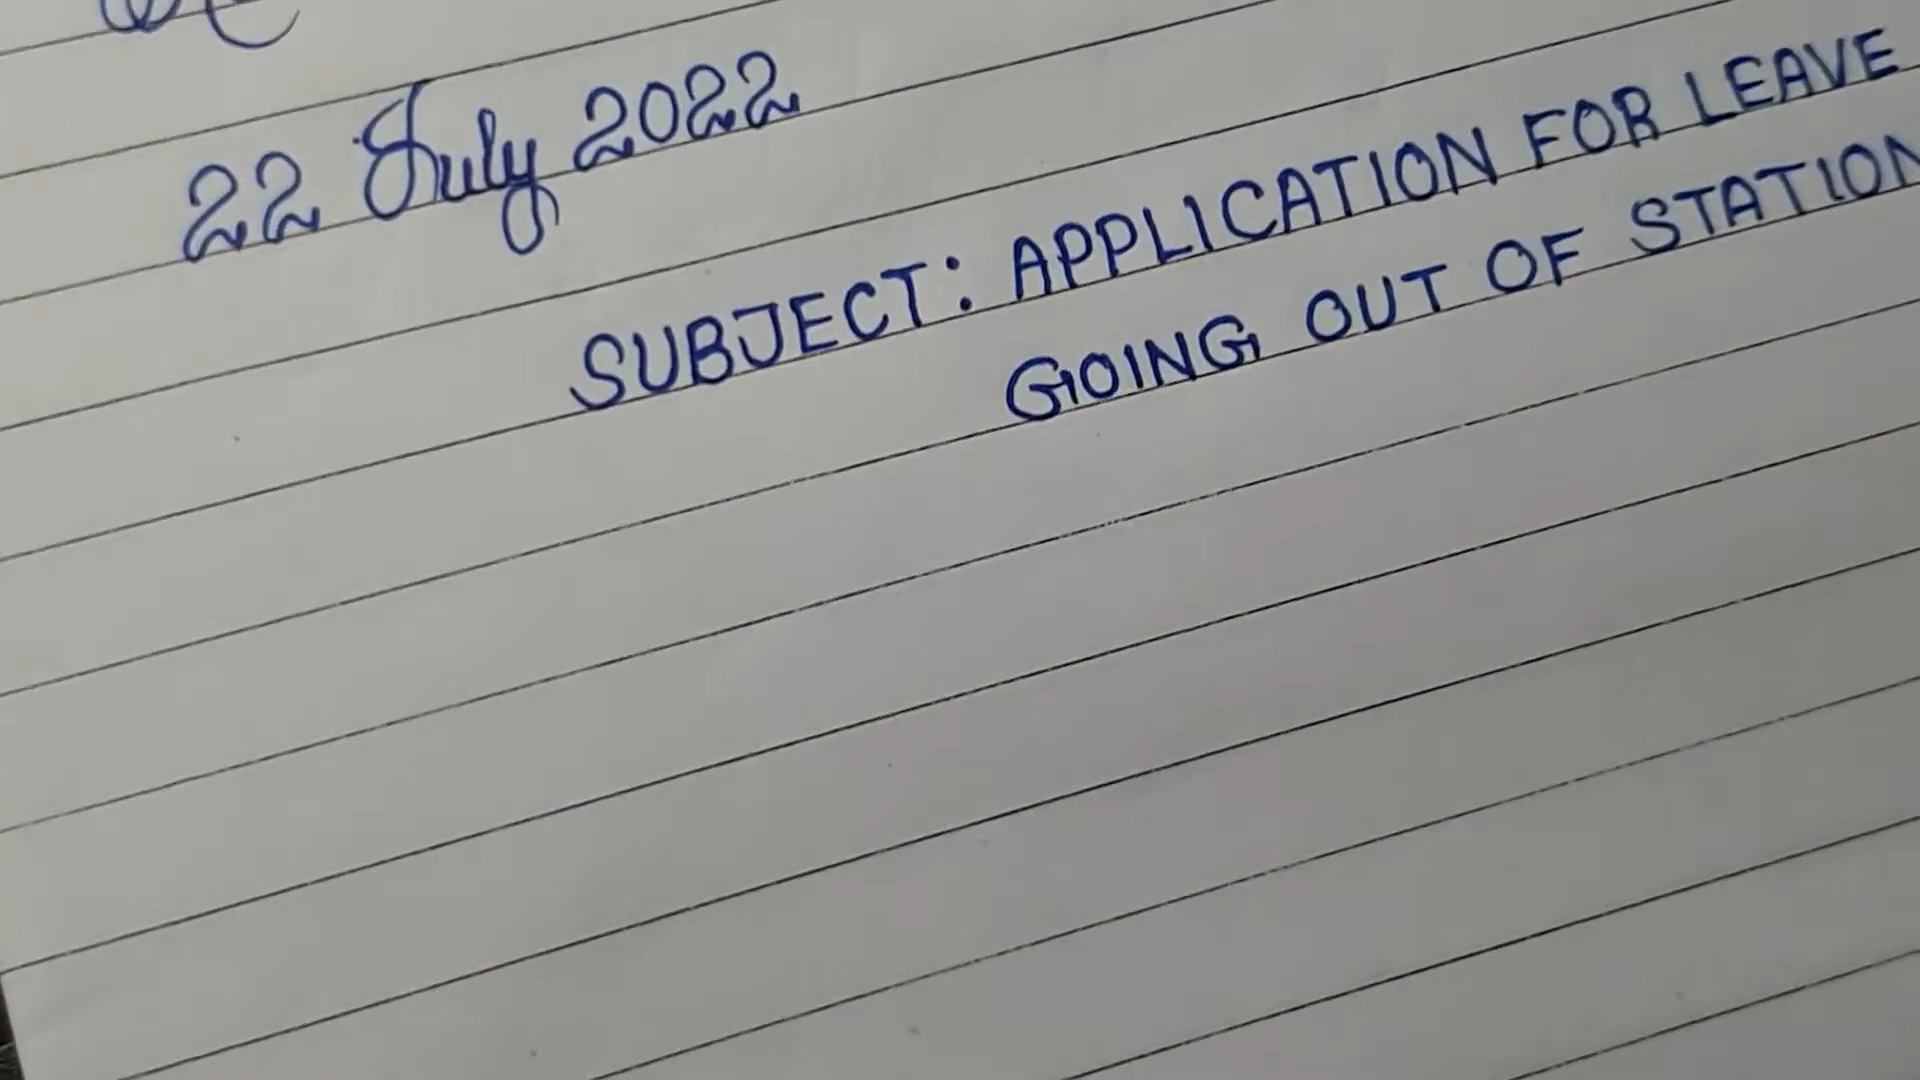 22 July 2022
SUBJECT: APPLICATION FOR LEAVE
GOING OUT OF STATION